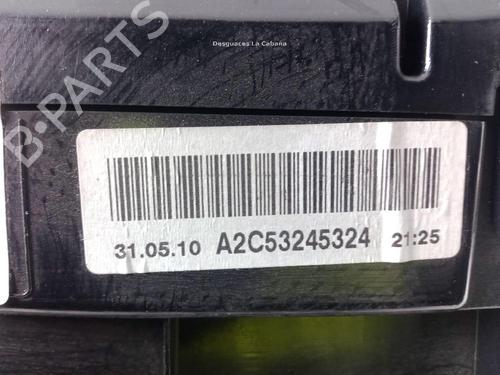 Desguaces La Cabaña
B-PARTS
31.05.10 A2C53245324 21:25